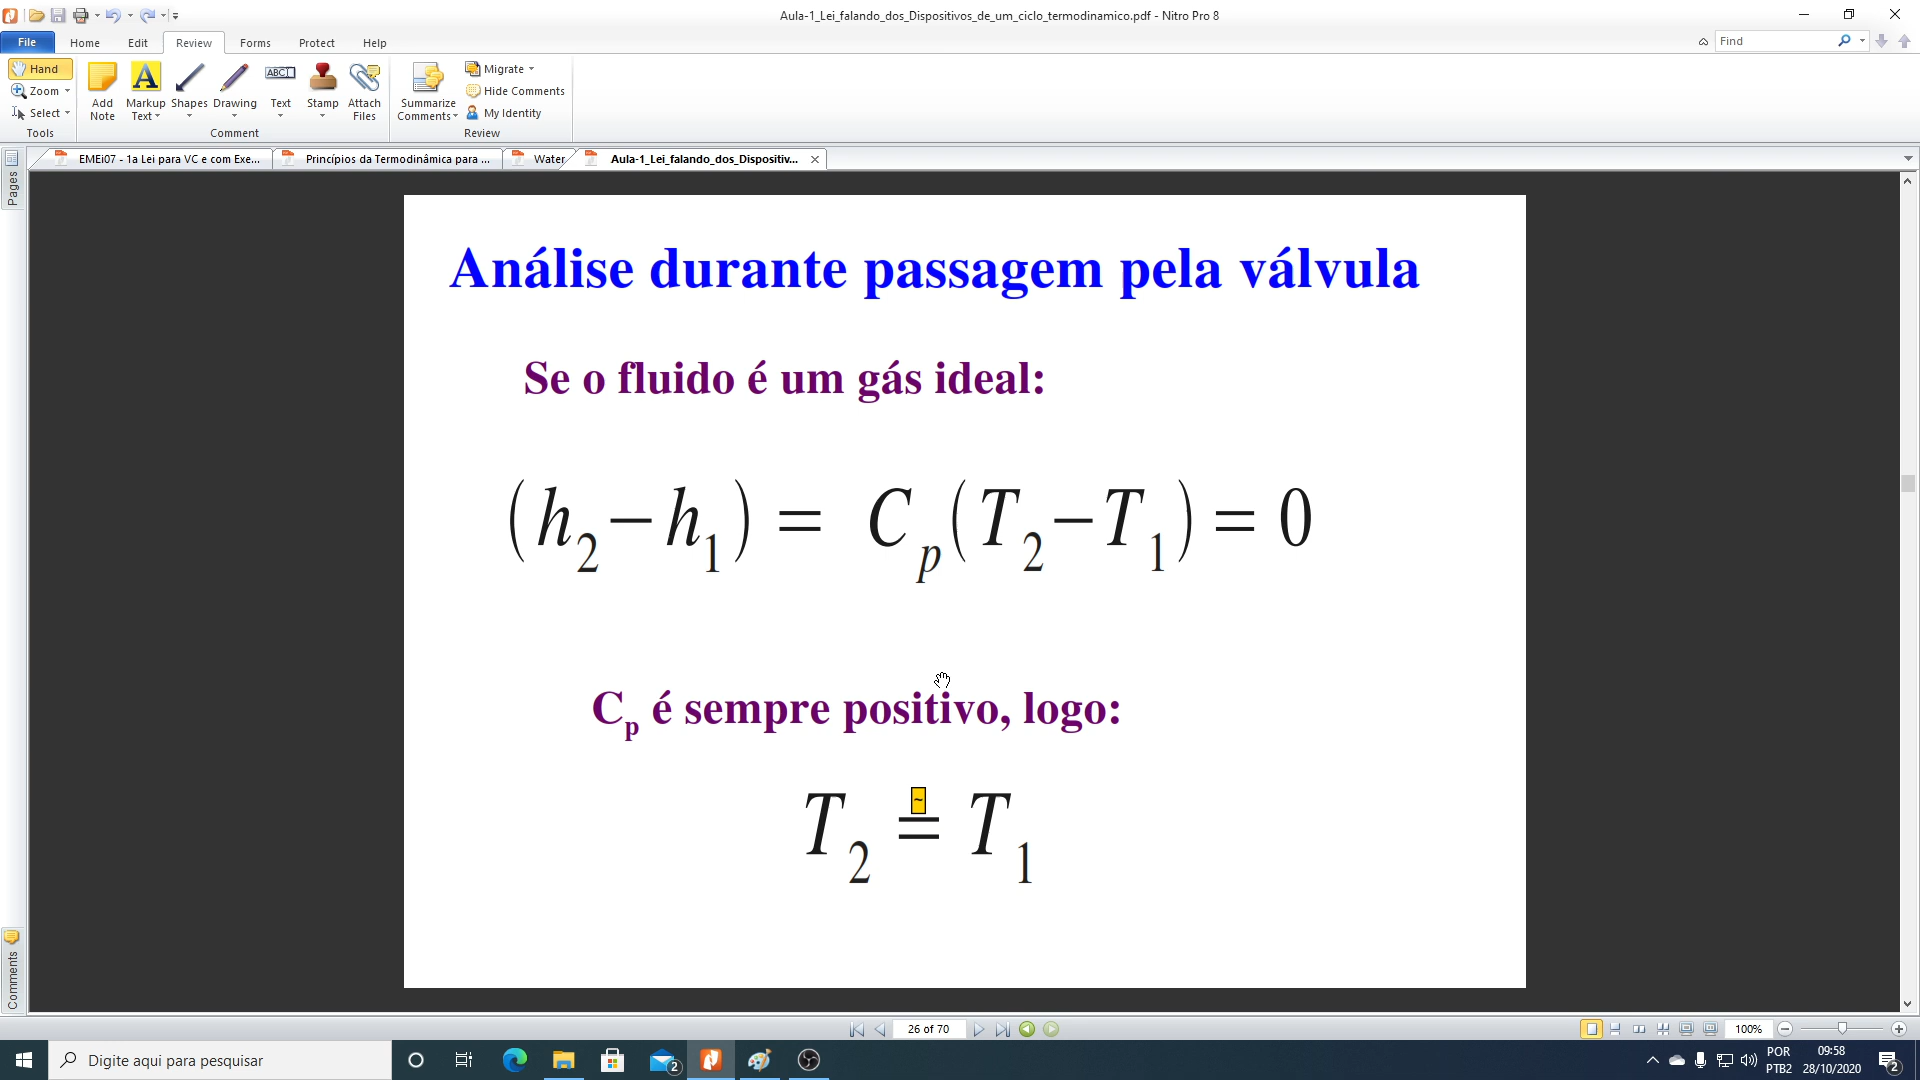 Aula-1_Lei_falando_dos_Dispositivos_de_um_ciclo_termodinamico.pdf - Nitro Pro 8
File Home Edit Review Forms Protect Help
Find
Hand
Zoom
Select
Tools
Add Note
Markup Text
Shapes
Drawing
ABC Text
Stamp
Attach Files
Comment
Summarize Comments
Migrate
Hide Comments
My Identity
Review
EMEi07 - 1a Lei para VC e com Exe...
Princípios da Termodinâmica para ...
Water
Aula-1_Lei_falando_dos_Dispositiv...
Pages
Análise durante passagem pela válvula
Se o fluido é um gás ideal:
(h₂ − h₁) = Cₚ(T₂ − T₁) = 0
Cₚ é sempre positivo, logo:
~
T₂ = T₁
Comments
26 of 70
100%
Digite aqui para pesquisar
2
POR
PTB2
09:58
28/10/2020
2